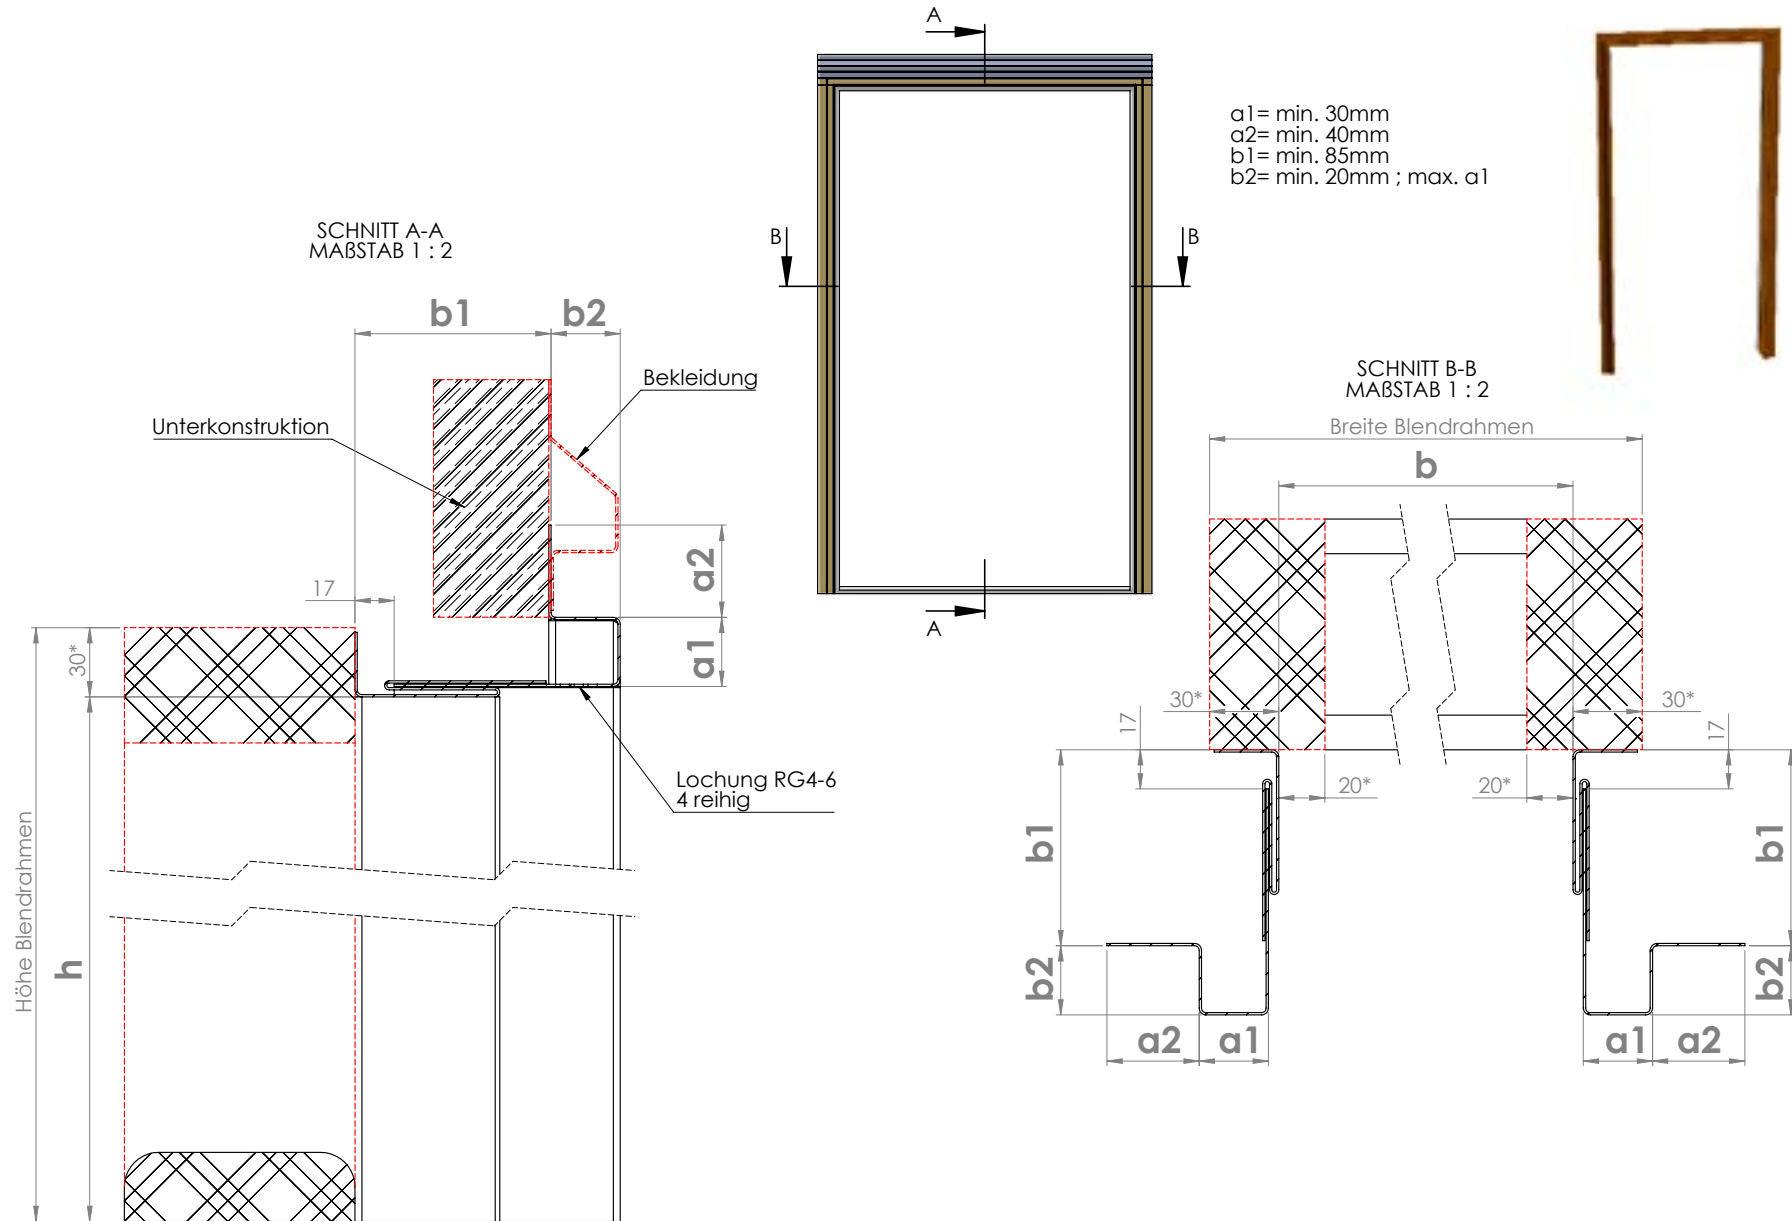 A
a1= min. 30mm
a2= min. 40mm
b1= min. 85mm
b2= min. 20mm ; max. a1
SCHNITT A-A
MAßSTAB 1 : 2
B
B
b1
b2
Bekleidung
Unterkonstruktion
SCHNITT B-B
MAßSTAB 1 : 2
Breite Blendrahmen
b
a2
17
a1
30*
A
30*
30*
17
17
20*
20*
Lochung RG4-6
4 reihig
b1
b1
Höhe Blendrahmen
h
b2
b2
a2
a1
a1
a2